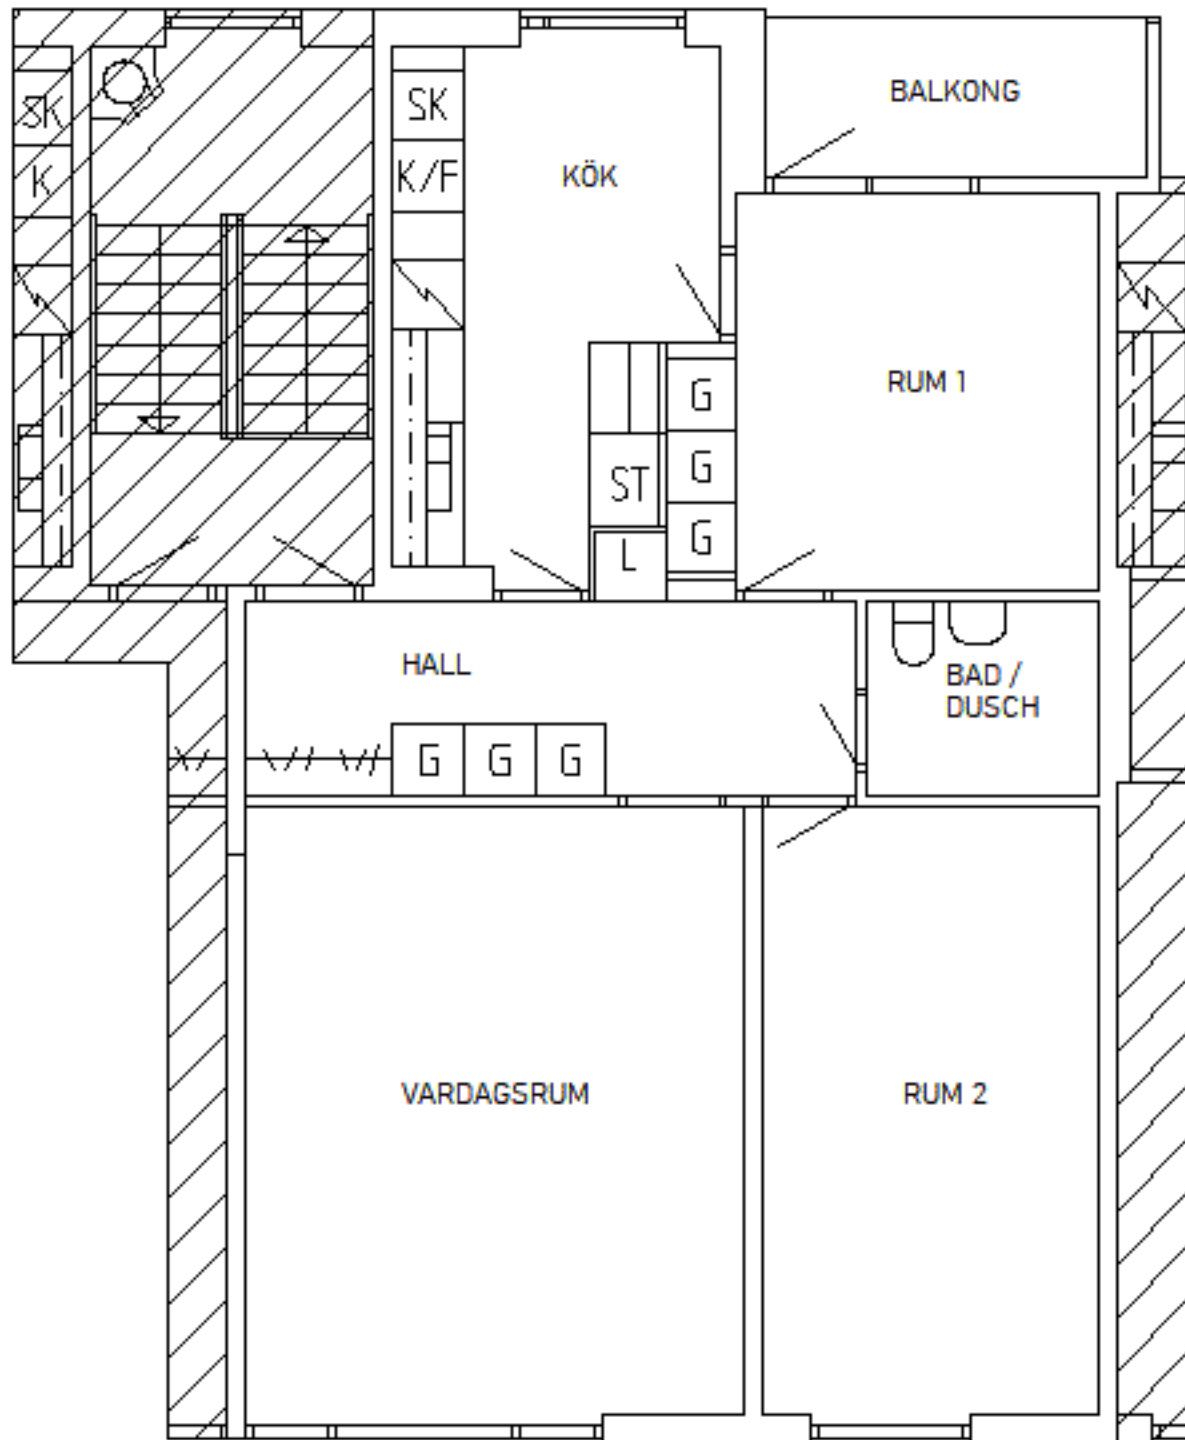 BALKONG
SK
SK
K/F
K
KÖK
RUM 1
G
G
ST
G
L
HALL
BAD /
DUSCH
G G G
VARDAGSRUM
RUM 2